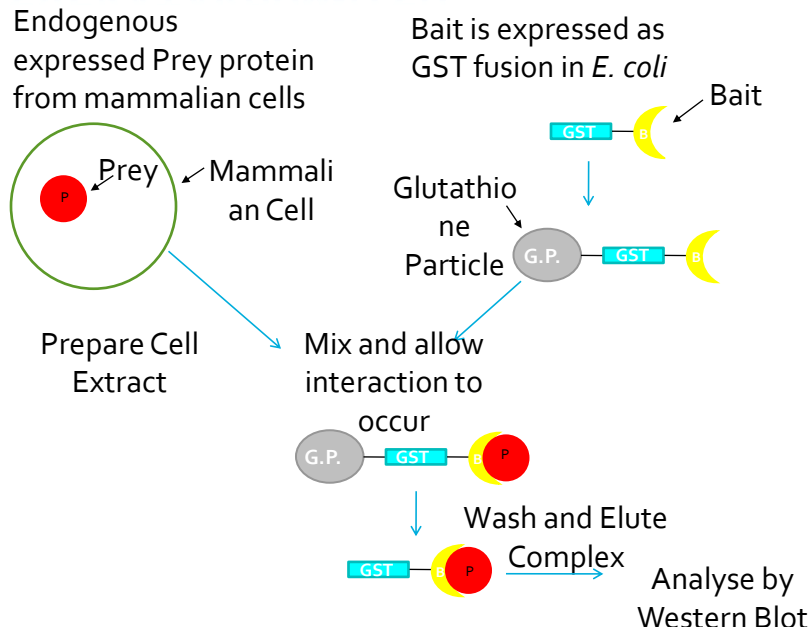 Endogenous
expressed Prey protein
from mammalian cells
Bait is expressed as
GST fusion in E. coli
Bait
GST
B
Prey
P
Mammali
an Cell
Glutathio
ne
Particle
G.P.
GST
B
Prepare Cell
Extract
Mix and allow
interaction to
occur
G.P.
GST
B
P
Wash and Elute
Complex
GST
B
P
Analyse by
Western Blot